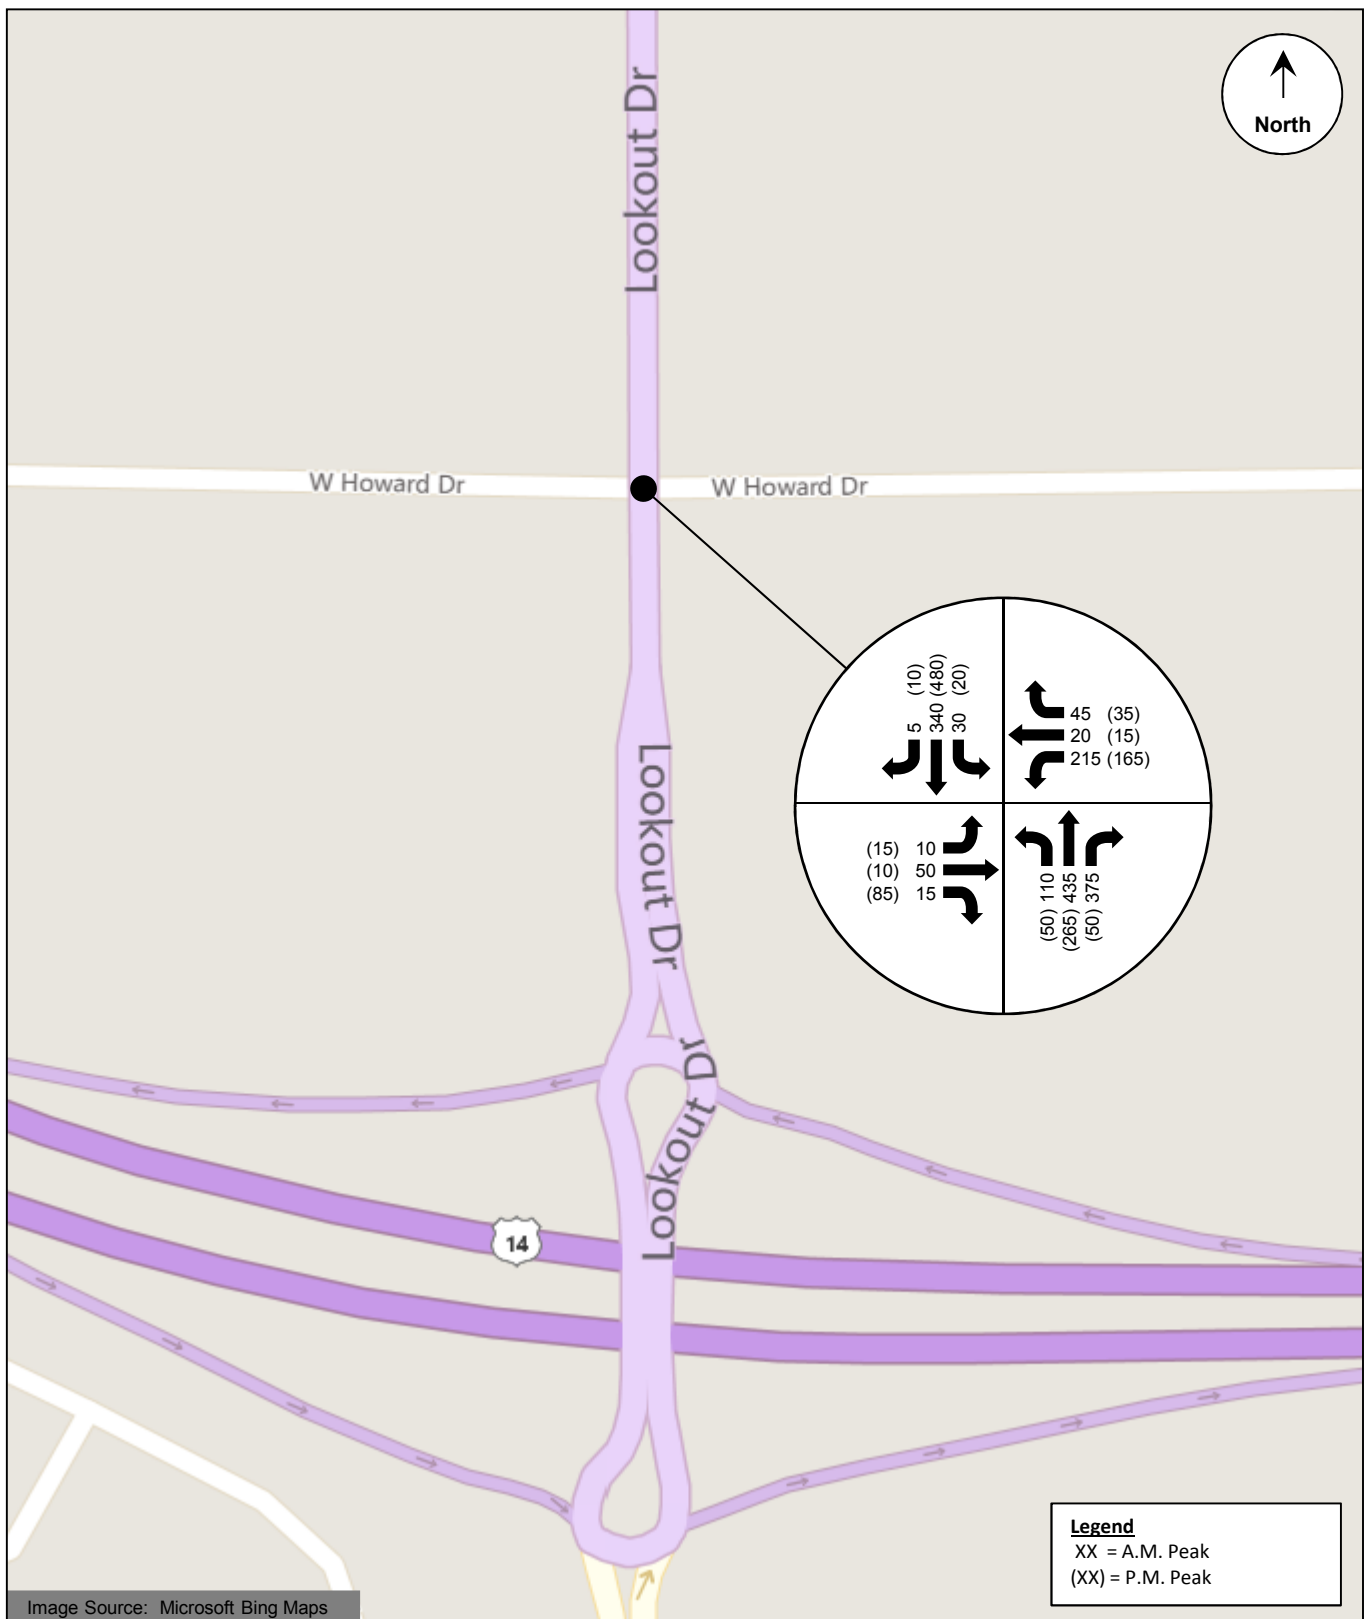 Lookout Dr
North
W Howard Dr
W Howard Dr
5 (10)
340 (480)
30 (20)
45 (35)
20 (15)
215 (165)
Lookout Dr
(15) 10
(10) 50
(85) 15
(50) 110
(265) 435
(50) 375
Lookout Dr
14
Legend
XX = A.M. Peak
(XX) = P.M. Peak
Image Source: Microsoft Bing Maps